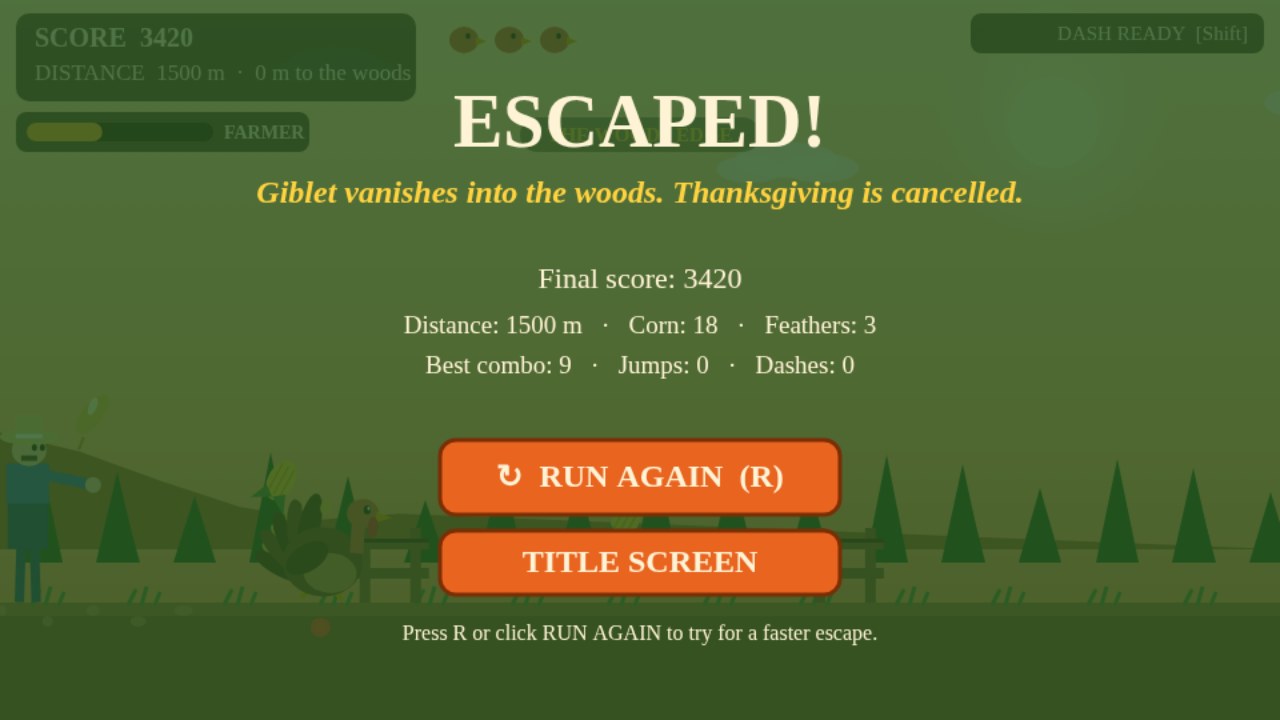 SCORE 3420
DISTANCE 1500 m · 0 m to the woods
DASH READY [Shift]
FARMER
ESCAPED!
Giblet vanishes into the woods. Thanksgiving is cancelled.
Final score: 3420
Distance: 1500 m · Corn: 18 · Feathers: 3
Best combo: 9 · Jumps: 0 · Dashes: 0
↻ RUN AGAIN (R)
TITLE SCREEN
Press R or click RUN AGAIN to try for a faster escape.